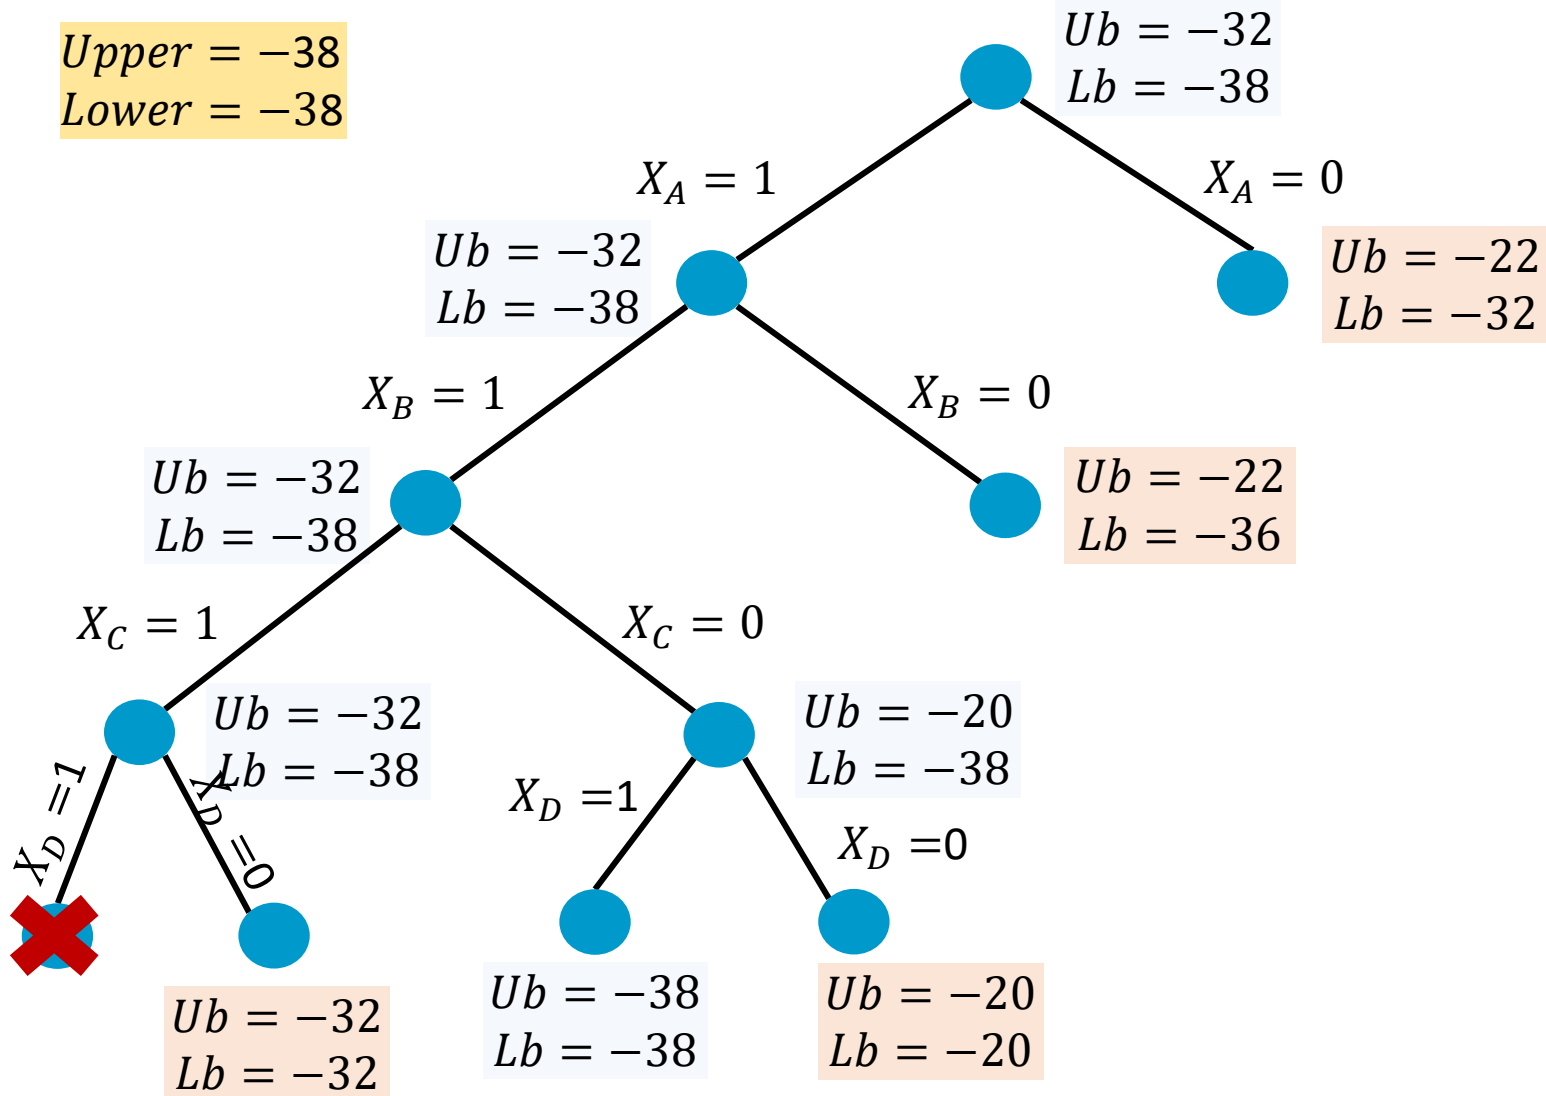 Upper = −38
Lower = −38
Ub = −32
Lb = −38
X_A = 1
X_A = 0
Ub = −32
Lb = −38
Ub = −22
Lb = −32
X_B = 1
X_B = 0
Ub = −32
Lb = −38
Ub = −22
Lb = −36
X_C = 1
X_C = 0
Ub = −32
Lb = −38
Ub = −20
Lb = −38
X_D =1
X_D =0
X_D =1
X_D =0
Ub = −32
Lb = −32
Ub = −38
Lb = −38
Ub = −20
Lb = −20